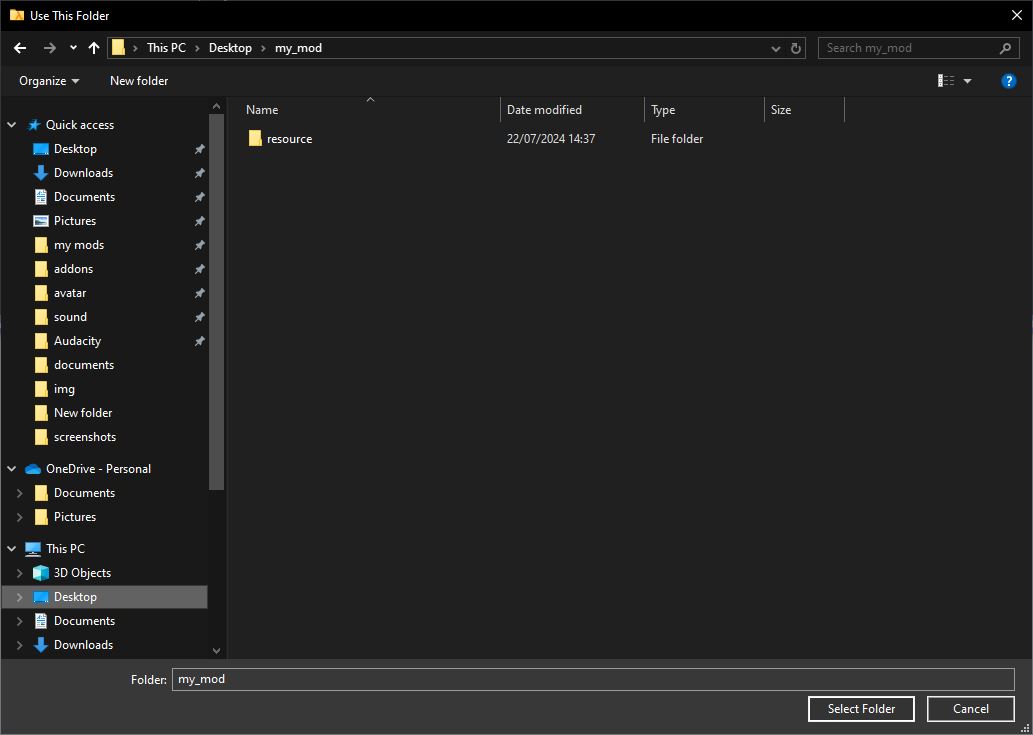 Use This Folder
This PC > Desktop > my_mod
Search my_mod
Organize
New folder
?
Name
Date modified
Type
Size
resource
22/07/2024 14:37
File folder
Quick access
Desktop
Downloads
Documents
Pictures
my mods
addons
avatar
sound
Audacity
documents
img
New folder
screenshots
OneDrive - Personal
Documents
Pictures
This PC
3D Objects
Desktop
Documents
Downloads
Folder: my_mod
Select Folder
Cancel